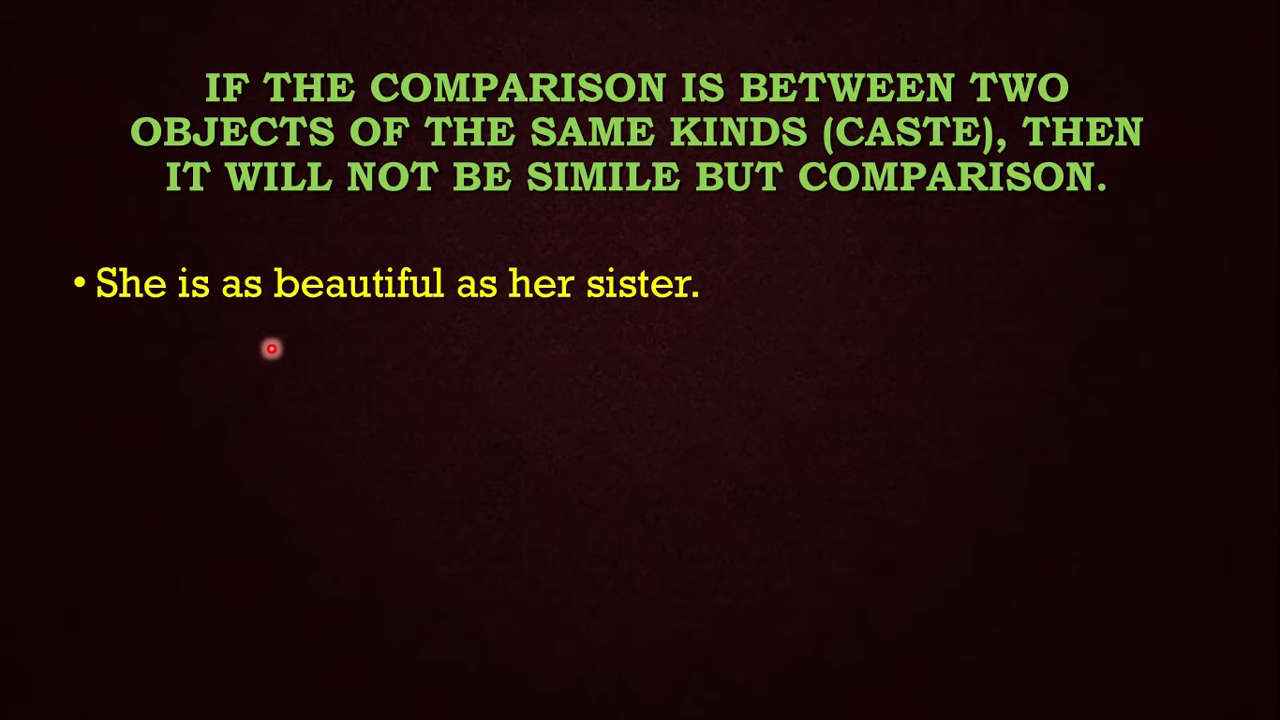 IF THE COMPARISON IS BETWEEN TWO
OBJECTS OF THE SAME KINDS (CASTE), THEN
IT WILL NOT BE SIMILE BUT COMPARISON.
• She is as beautiful as her sister.